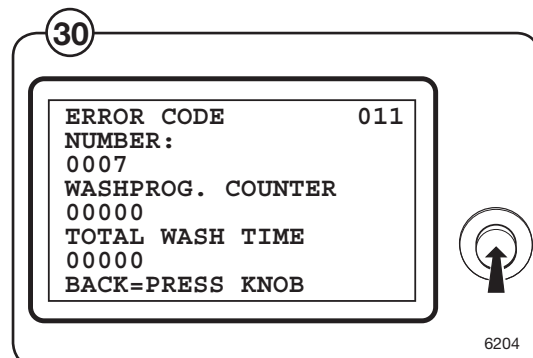 30
ERROR CODE 011
NUMBER:
0007
WASHPROG. COUNTER
00000
TOTAL WASH TIME
00000
BACK=PRESS KNOB
6204